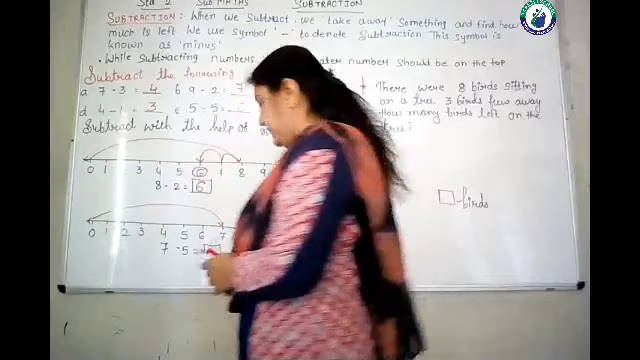 Std 2 Sub MATHS SUBTRACTION
SUBTRACTION: When we Subtract we 'take away' Something and find how
much is left We use symbol '-' to denote Subtraction. This symbol is
known as 'minus'
• While Subtracting numbers ater number should be on the top
Subtract the following
a 7 - 3 = 4 b 9 - 2 = 7
d 4 - 1 = 3 e 5 - 5 =
Subtract with the help of
0 1 2 3 4 5 6 7 8 9
8 - 2 = 6
0 1 2 3 4 5 6 7
7 - 5 =
There were 8 birds sitting
on a tree 3 birds flew away
How many birds left on the
tree?
birds